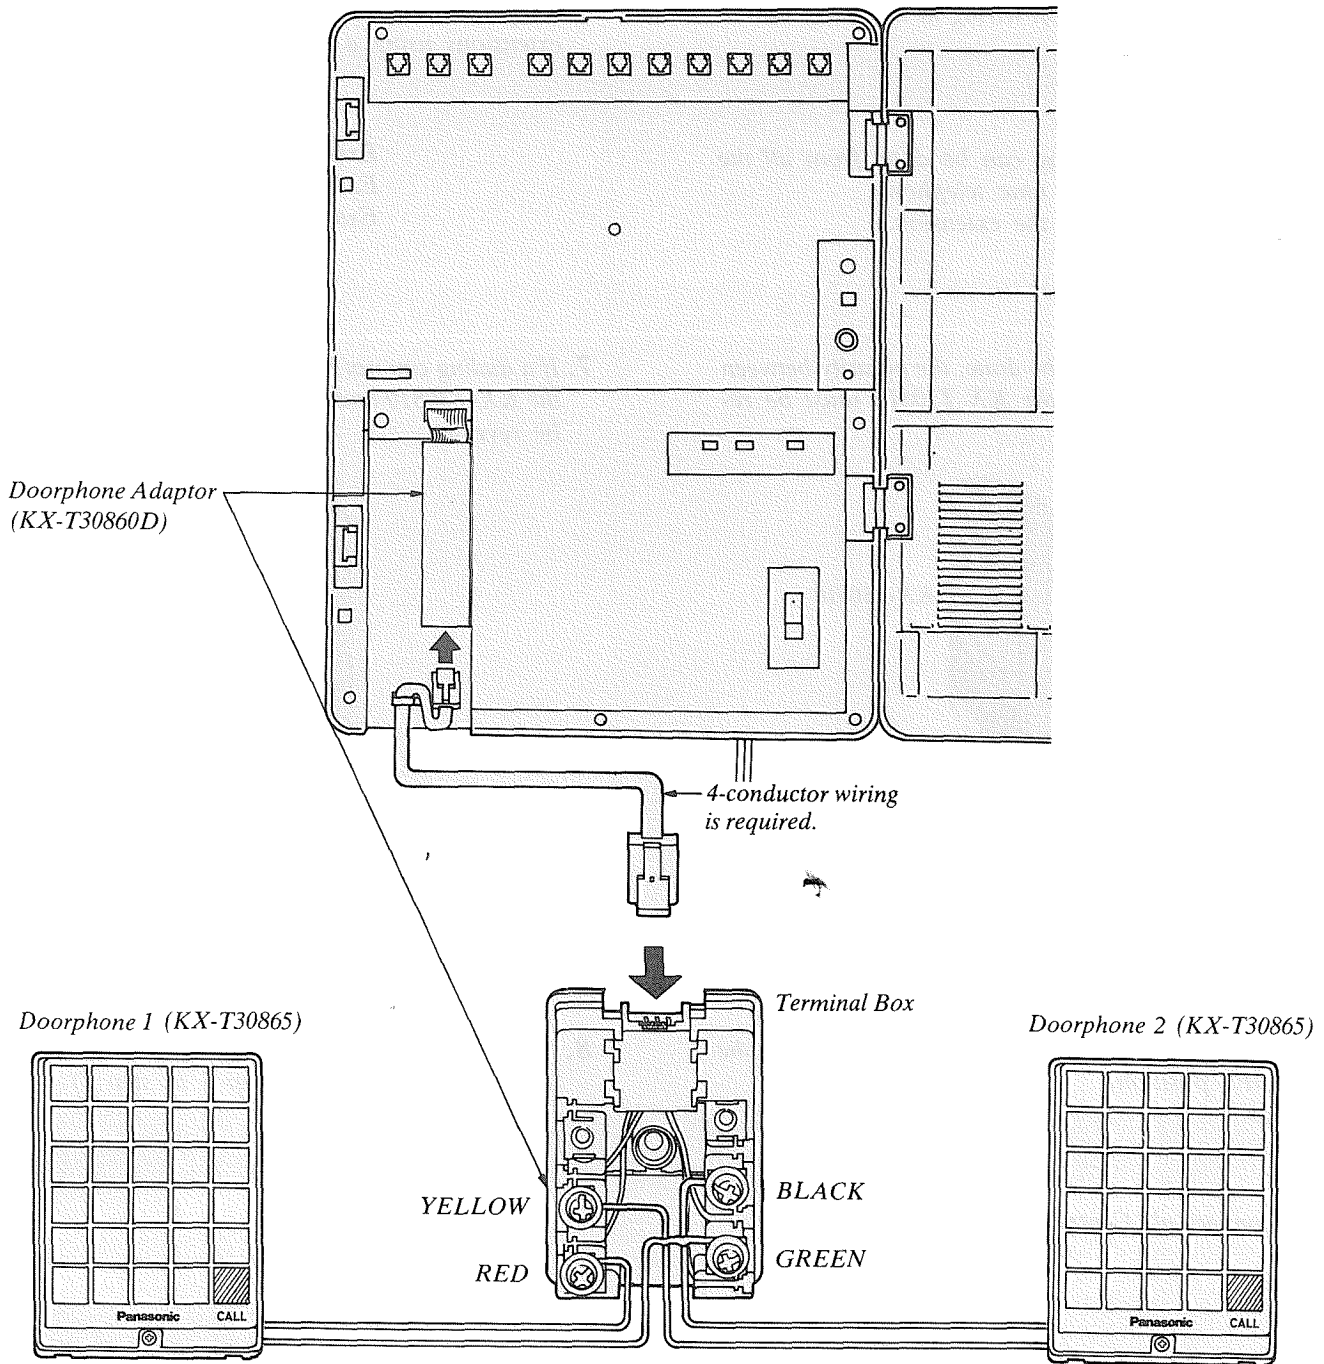 Doorphone Adaptor
(KX-T30860D)
4-conductor wiring
is required.
Terminal Box
Doorphone 1 (KX-T30865)
Doorphone 2 (KX-T30865)
YELLOW
BLACK
RED
GREEN
Panasonic CALL
Panasonic CALL